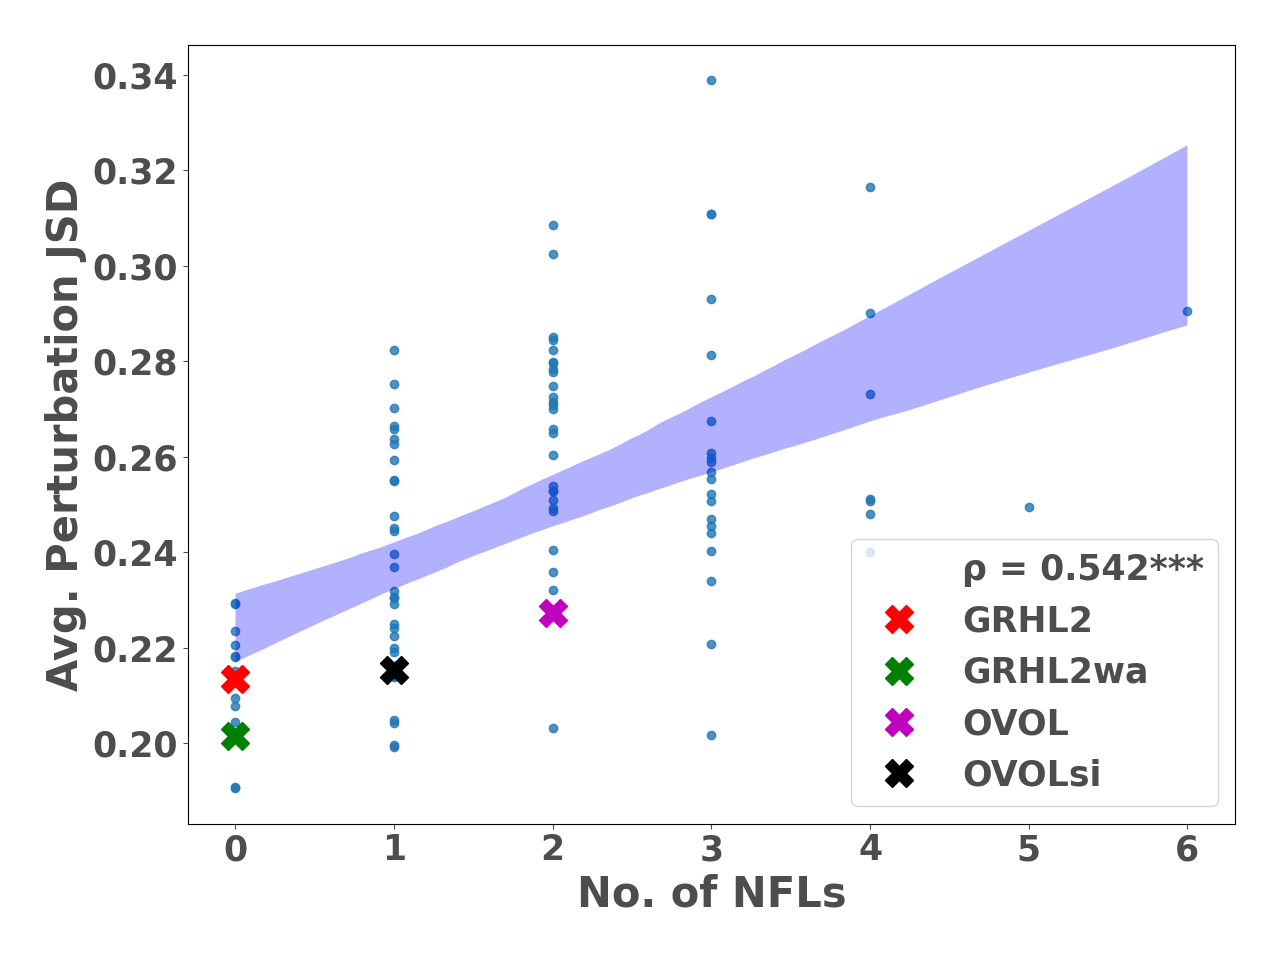 0.34
0.32
0.30
0.28
0.26
0.24
0.22
0.20
Avg. Perturbation JSD
ρ = 0.542***
GRHL2
GRHL2wa
OVOL
OVOLsi
0 1 2 3 4 5 6
No. of NFLs